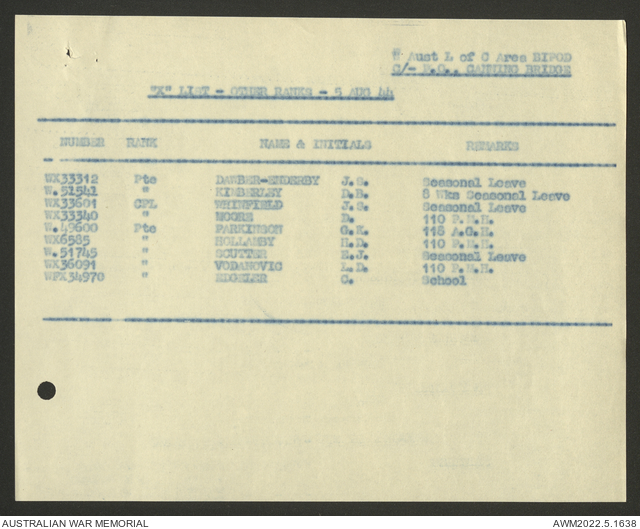 W Aust L of C Area BIPOD
C/- P.O., CANNING BRIDGE
"X" LIST - OTHER RANKS - 5 AUG 44
NUMBER RANK NAME & INITIALS REMARKS
WX33312 Pte DAWBER-ENDERBY J.S. Seasonal Leave
W.51541 " KIMBERLEY D.B. 6 Wks Seasonal Leave
WX33601 CPL WHINFIELD J.S. Seasonal Leave
WX33340 " MOORE D. 110 P.M.H.
W.49600 Pte PARKINSON G.K. 118 A.G.H.
WX6585 " HOLLAMBY H.D. 110 P.M.H.
W.51745 " SCUTTER E.J. Seasonal Leave
WX36091 " VODANOVIC L.D. 110 P.M.H.
WFX34970 " EDGELER C. School
AUSTRALIAN WAR MEMORIAL AWM2022.5.1638